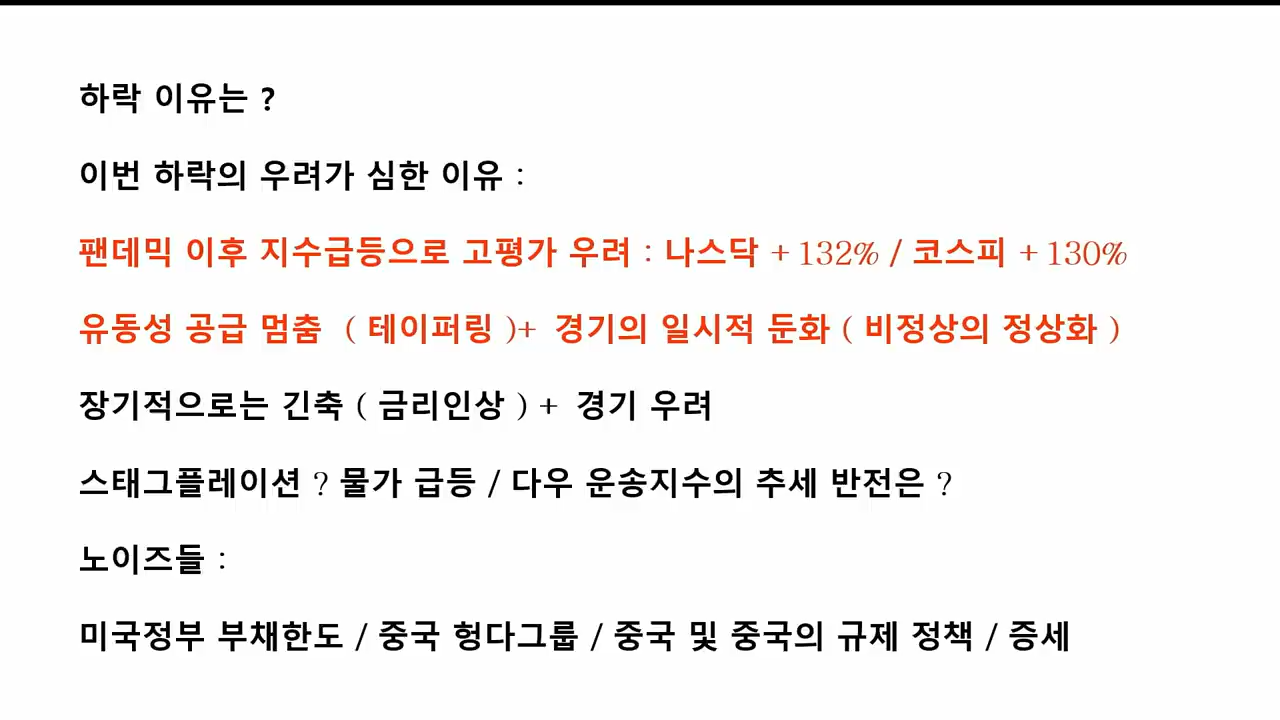 하락 이유는 ?
이번 하락의 우려가 심한 이유 :
팬데믹 이후 지수급등으로 고평가 우려 : 나스닥 + 132% / 코스피 + 130%
유동성 공급 멈춤 ( 테이퍼링 )+ 경기의 일시적 둔화 ( 비정상의 정상화 )
장기적으로는 긴축 ( 금리인상 ) + 경기 우려
스태그플레이션 ? 물가 급등 / 다우 운송지수의 추세 반전은 ?
노이즈들 :
미국정부 부채한도 / 중국 헝다그룹 / 중국 및 중국의 규제 정책 / 증세